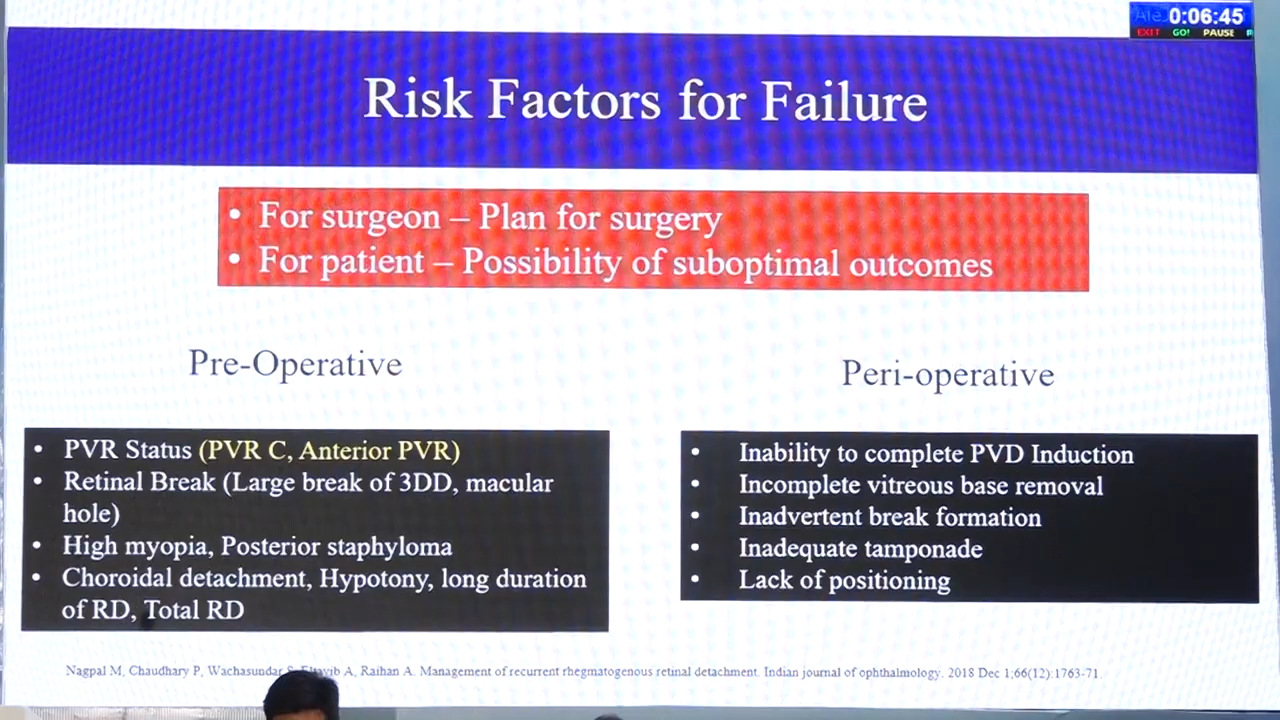 0:06:45
EXIT GO! PAUSE
Risk Factors for Failure
• For surgeon – Plan for surgery
• For patient – Possibility of suboptimal outcomes
Pre-Operative
• PVR Status (PVR C, Anterior PVR)
• Retinal Break (Large break of 3DD, macular
hole)
• High myopia, Posterior staphyloma
• Choroidal detachment, Hypotony, long duration
of RD, Total RD
Peri-operative
• Inability to complete PVD Induction
• Incomplete vitreous base removal
• Inadvertent break formation
• Inadequate tamponade
• Lack of positioning
Nagpal M, Chaudhary P, Wachasundar A, Raihan A. Management of recurrent rhegmatogenous retinal detachment. Indian journal of ophthalmology. 2018 Dec 1;66(12):1763-71.